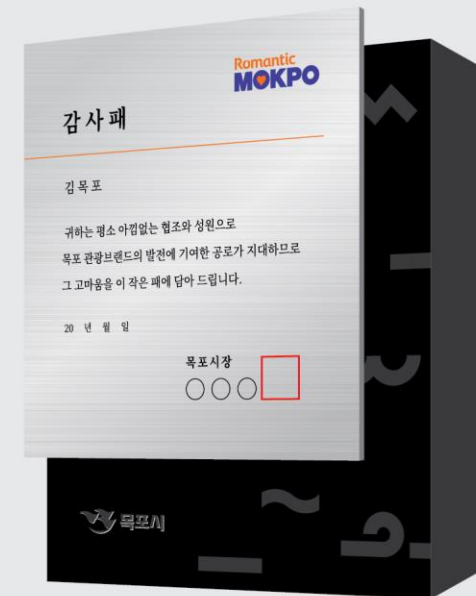 Romantic
MOKPO
감사패
김목포
귀하는 평소 아낌없는 협조와 성원으로
목포 관광브랜드의 발전에 기여한 공로가 지대하므로
그 고마움을 이 작은 패에 담아 드립니다.
20 년 월 일
목포시장
○○○
목포시